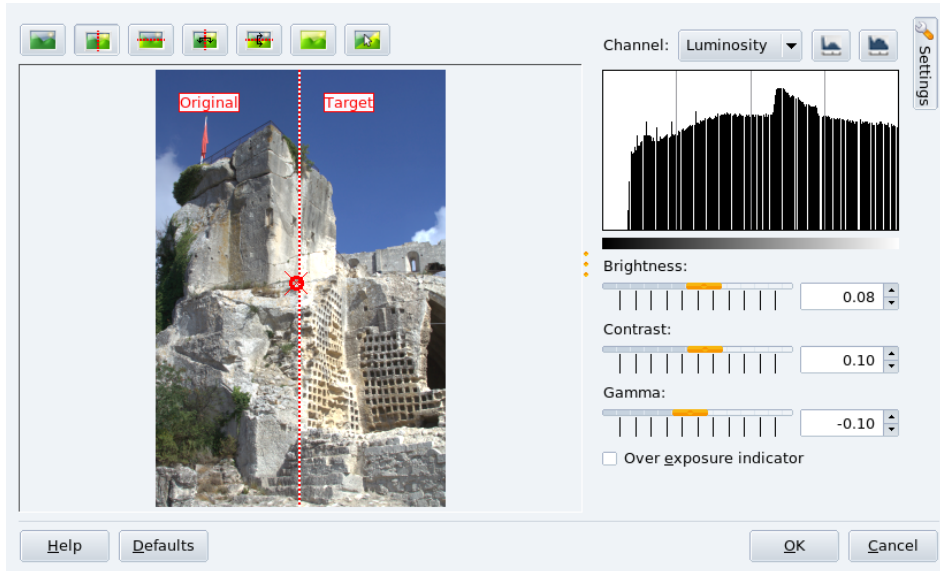 Channel: Luminosity
Settings
Original Target
Brightness:
0.08
Contrast:
0.10
Gamma:
-0.10
Over exposure indicator
Help Defaults OK Cancel